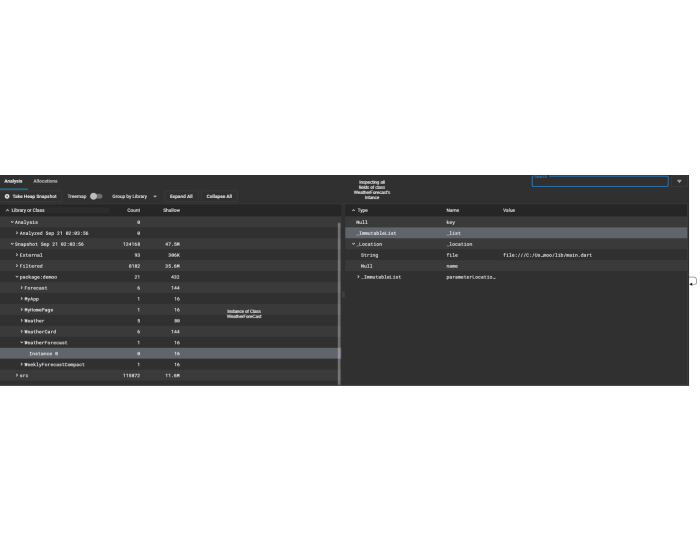 Analysis Allocations
Take Heap Snapshot Treemap Group by Library Expand All Collapse All
Library or Class Count Shallow
Analysis 0
Analyzed Sep 21 02:03:56 0
Snapshot Sep 21 02:03:56 124168 47.5M
External 93 306K
Filtered 8182 35.6M
package:demoo 21 432
Forecast 6 144
MyApp 1 16
MyHomePage 1 16
Weather 5 80
WeatherCard 6 144
WeatherForecast 1 16
Instance 0 0 16
WeeklyForecastCompact 1 16
src 115872 11.6M
Instance of Class
WeatherForeCast
Inspecting all
fields of class
WeatherForecast's
Intance
Type Name Value
Null key
_ImmutableList _list
_Location _location
String file file:///C:/Us…moo/lib/main.dart
Null name
_ImmutableList parameterLocatio…